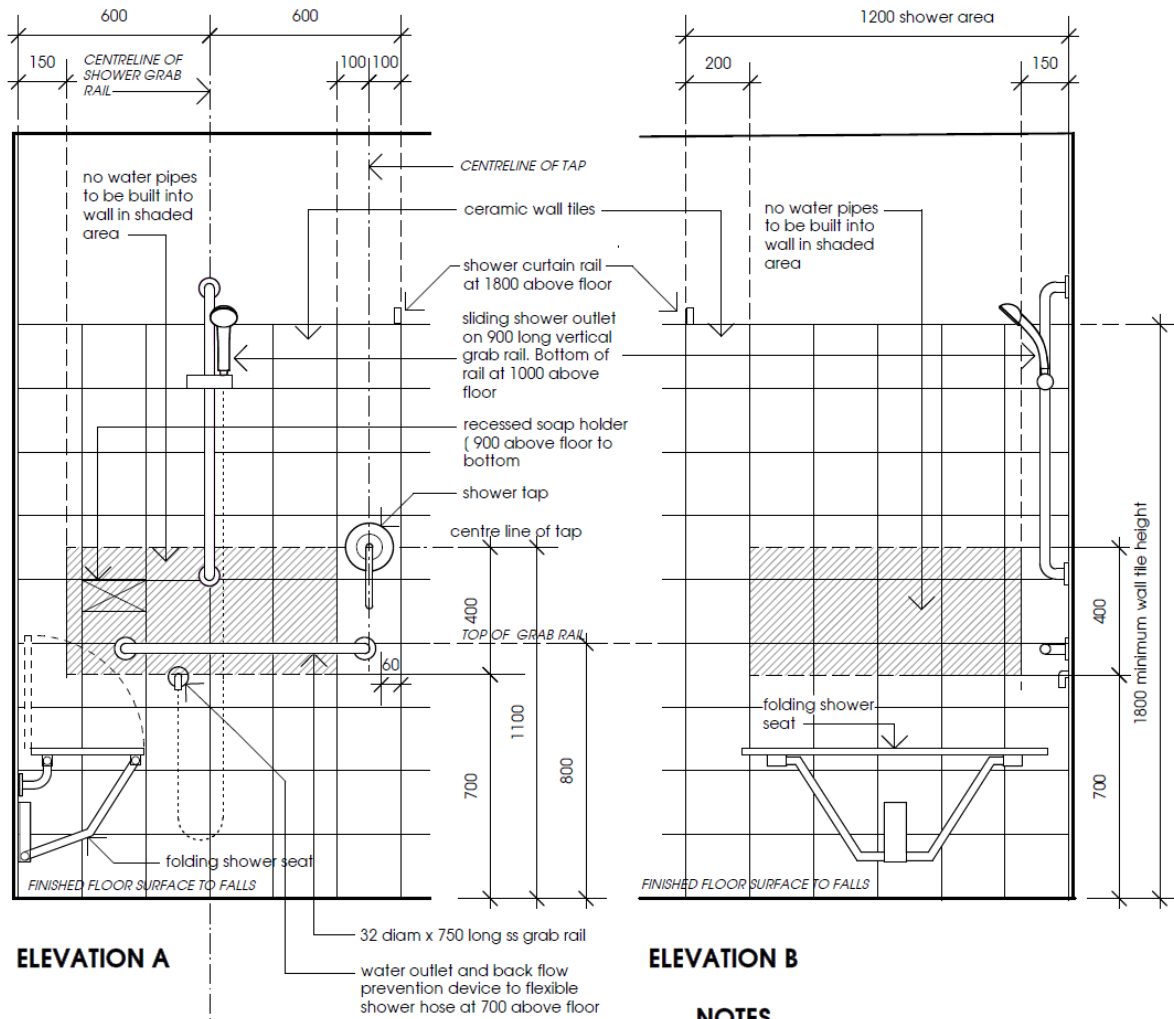 600
600
1200 shower area
150
CENTRELINE OF
SHOWER GRAB
RAIL
100
100
200
150
no water pipes
to be built into
wall in shaded
area
CENTRELINE OF TAP
ceramic wall tiles
no water pipes
to be built into
wall in shaded
area
shower curtain rail
at 1800 above floor
sliding shower outlet
on 900 long vertical
grab rail. Bottom of
rail at 1000 above
floor
recessed soap holder
( 900 above floor to
bottom
shower tap
centre line of tap
400
TOP OF GRAB RAIL
60
1100
800
700
400
700
1800 minimum wall tile height
folding shower
seat
folding shower seat
FINISHED FLOOR SURFACE TO FALLS
FINISHED FLOOR SURFACE TO FALLS
32 diam x 750 long ss grab rail
ELEVATION A
ELEVATION B
water outlet and back flow
prevention device to flexible
shower hose at 700 above floor
NOTES